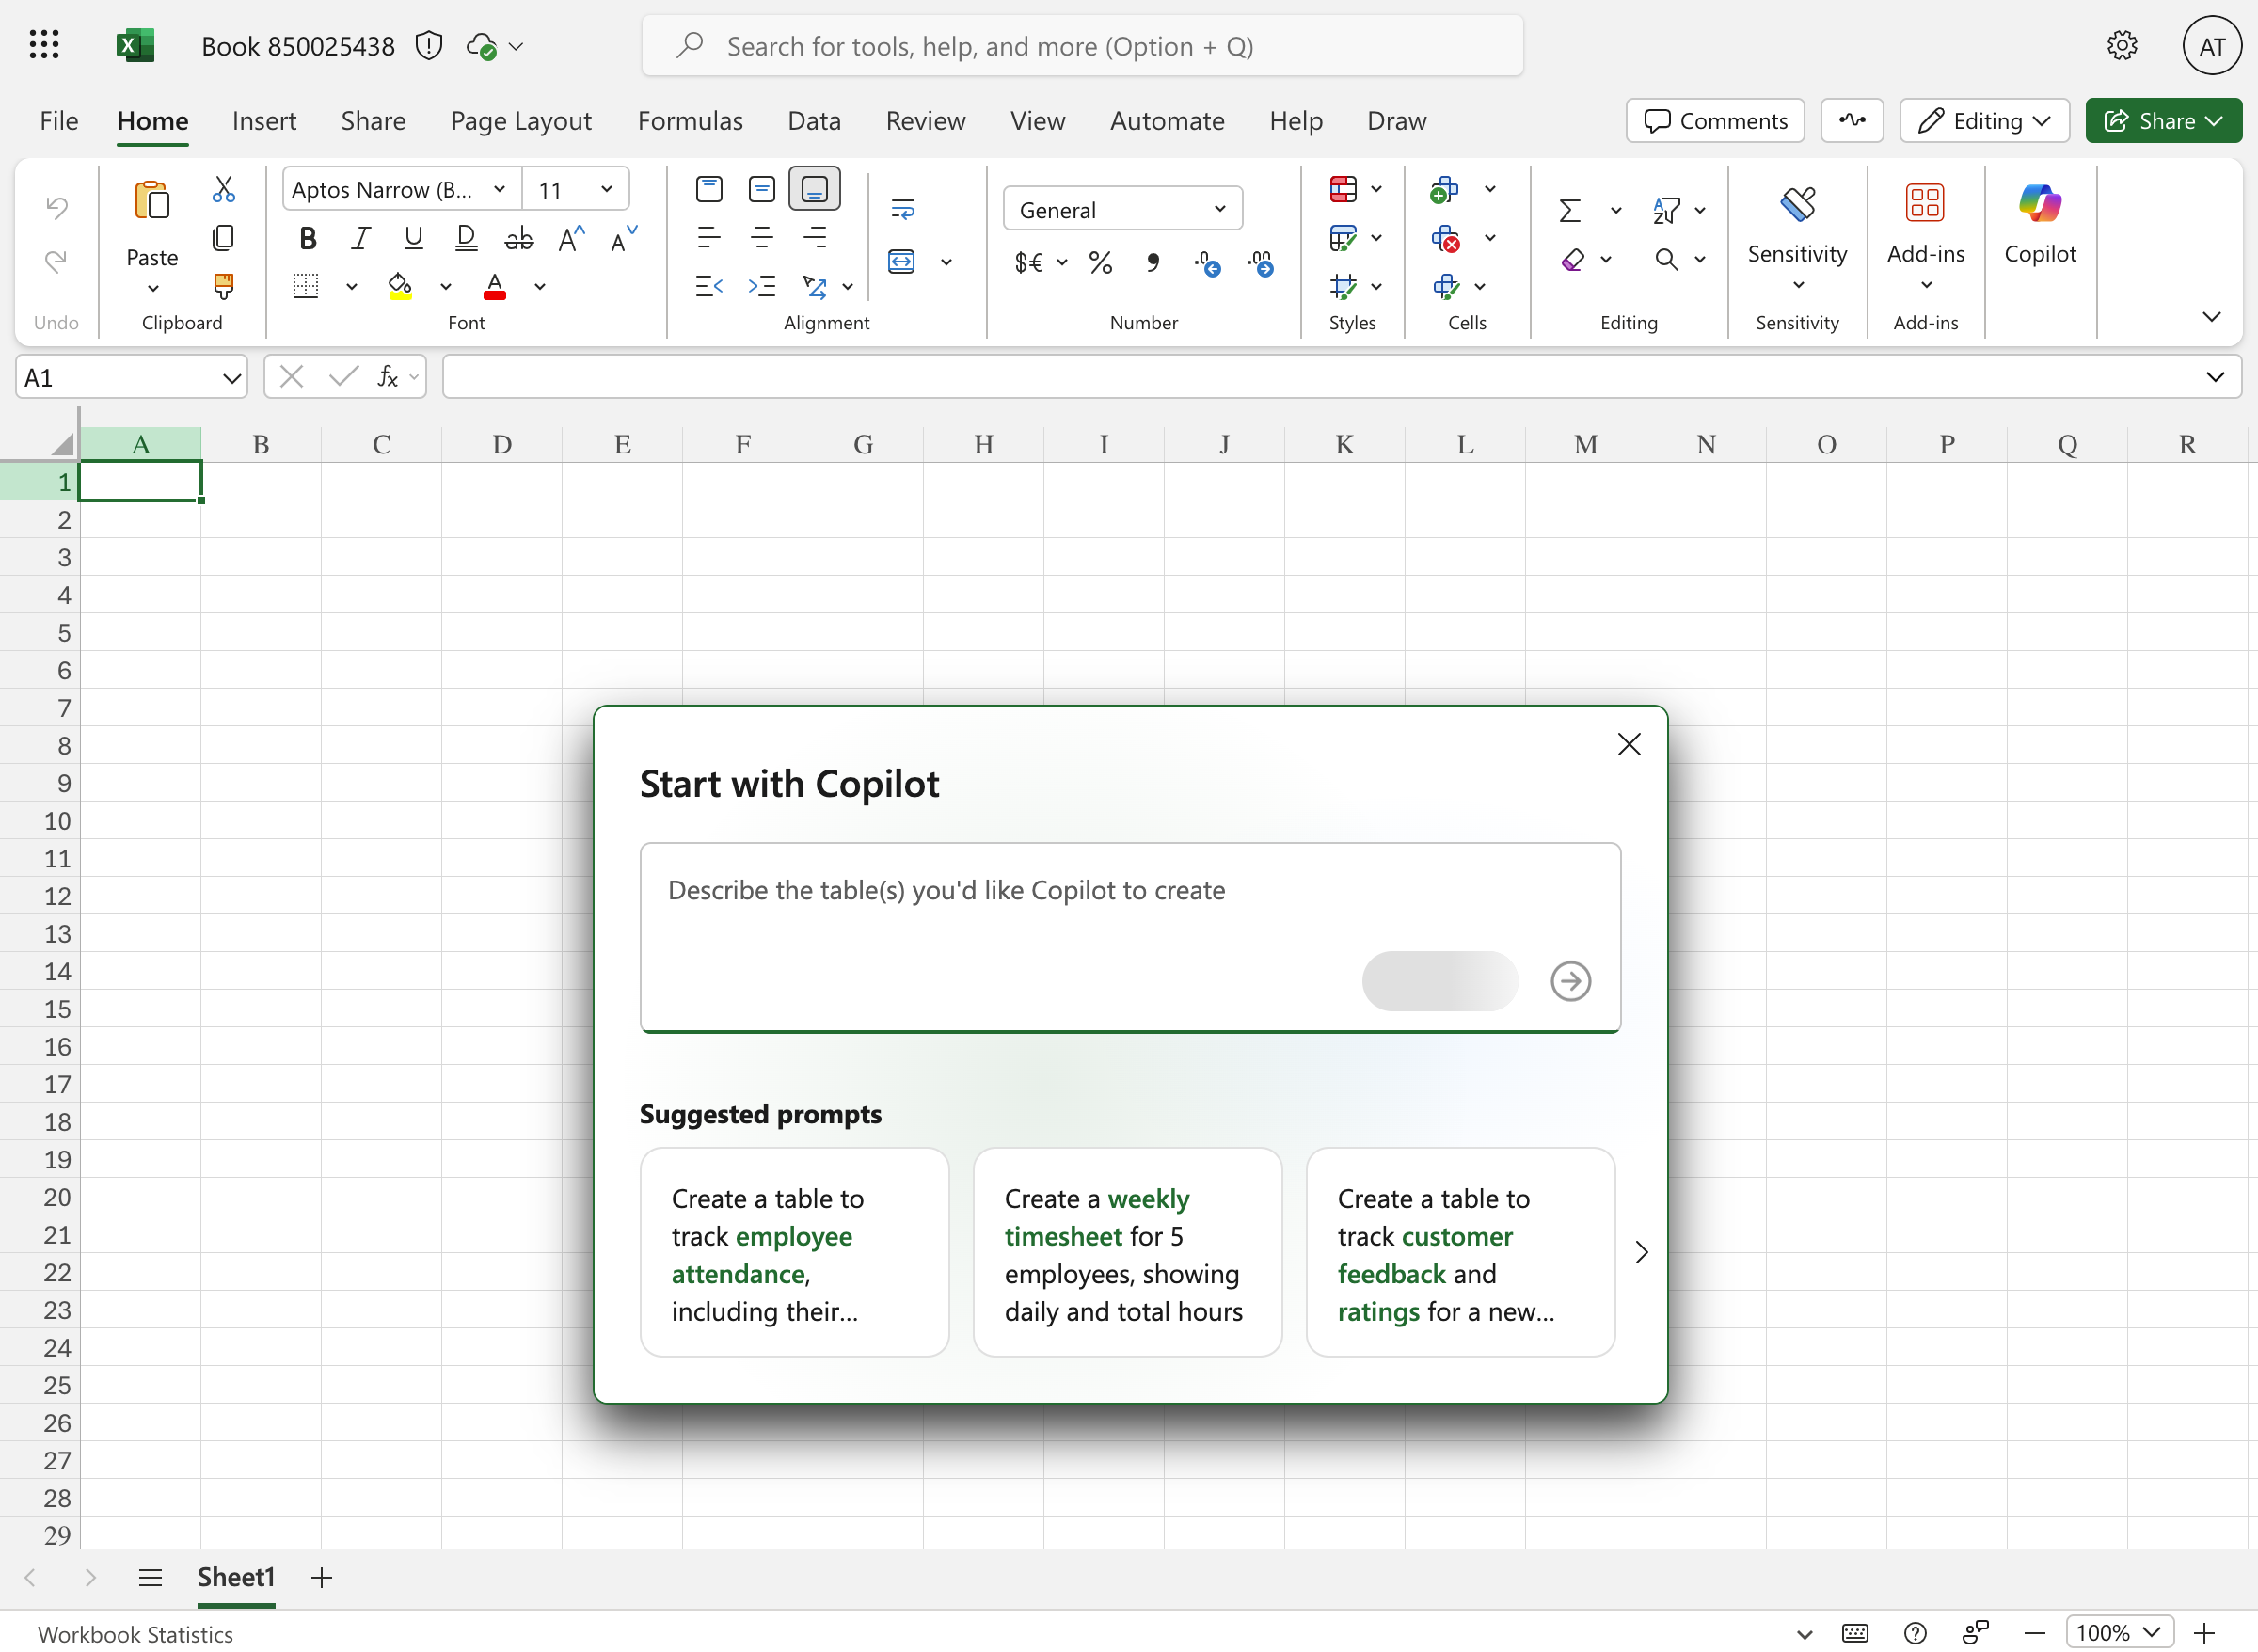 Book 850025438
Search for tools, help, and more (Option + Q)
AT
File
Home
Insert
Share
Page Layout
Formulas
Data
Review
View
Automate
Help
Draw
Comments
Editing
Share
Undo
Paste
Clipboard
Aptos Narrow (B...
11
Font
Alignment
General
Number
Styles
Cells
Editing
Sensitivity
Sensitivity
Add-ins
Add-ins
Copilot
A1
fx
A B C D E F G H I J K L M N O P Q R
1
2
3
4
5
6
7
8
9
10
11
12
13
14
15
16
17
18
19
20
21
22
23
24
25
26
27
28
29
Start with Copilot
Describe the table(s) you'd like Copilot to create
Suggested prompts
Create a table to
track employee
attendance,
including their...
Create a weekly
timesheet for 5
employees, showing
daily and total hours
Create a table to
track customer
feedback and
ratings for a new...
Sheet1
Workbook Statistics
100%